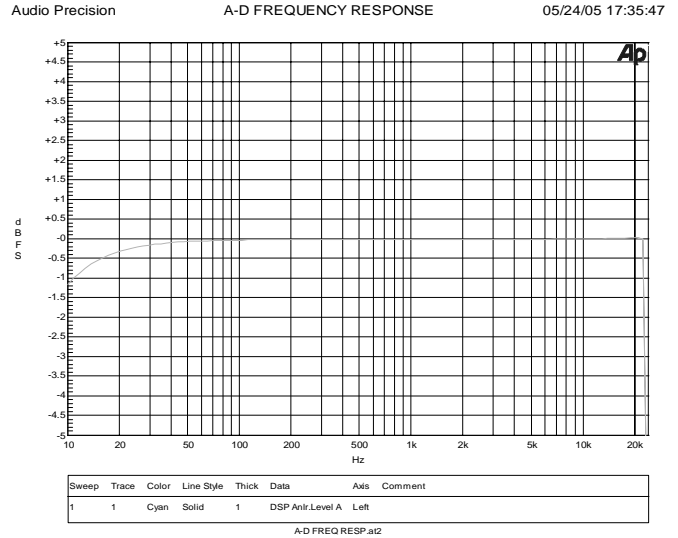 Audio Precision A-D FREQUENCY RESPONSE 05/24/05 17:35:47
Ap
+5
+4.5
+4
+3.5
+3
+2.5
+2
+1.5
+1
+0.5
-0
-0.5
-1
-1.5
-2
-2.5
-3
-3.5
-4
-4.5
-5
d
B
F
S
10 20 50 100 200 500 1k 2k 5k 10k 20k
Hz
Sweep Trace Color Line Style Thick Data Axis Comment
1 1 Cyan Solid 1 DSP Anlr.Level A Left
A-D FREQ RESP.at2